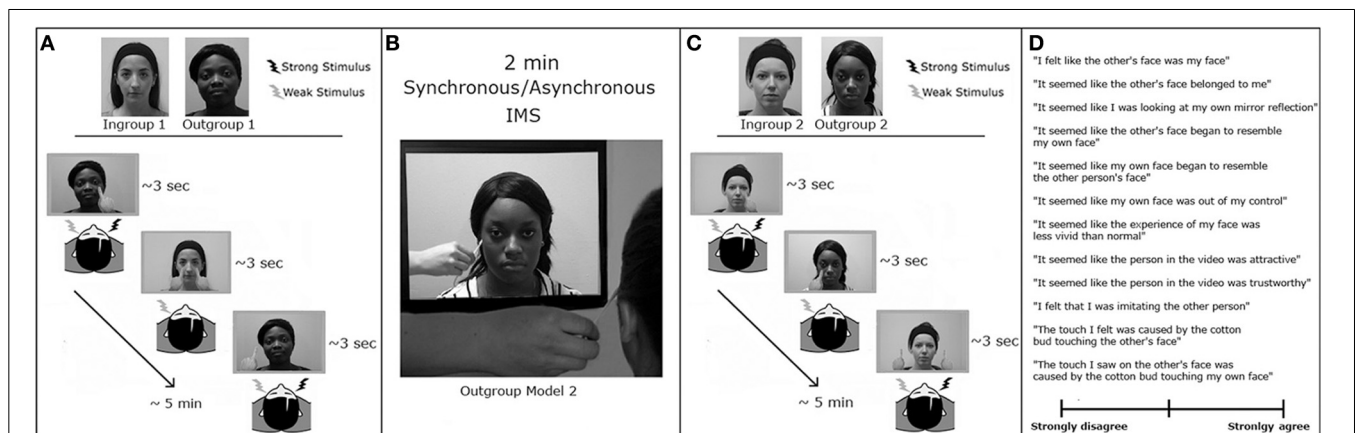 A
Strong Stimulus
Weak Stimulus
Ingroup 1 Outgroup 1
~3 sec
~3 sec
~3 sec
~ 5 min
B
2 min
Synchronous/Asynchronous
IMS
Outgroup Model 2
C
Strong Stimulus
Weak Stimulus
Ingroup 2 Outgroup 2
~3 sec
~3 sec
~3 sec
~ 5 min
D
"I felt like the other's face was my face"
"It seemed like the other's face belonged to me"
"It seemed like I was looking at my own mirror reflection"
"It seemed like the other's face began to resemble
my own face"
"It seemed like my own face began to resemble
the other person's face"
"It seemed like my own face was out of my control"
"It seemed like the experience of my face was
less vivid than normal"
"It seemed like the person in the video was attractive"
"It seemed like the person in the video was trustworthy"
"I felt that I was imitating the other person"
"The touch I felt was caused by the cotton
bud touching the other's face"
"The touch I saw on the other's face was
caused by the cotton bud touching my own face"
Strongly disagree Stronlgy agree